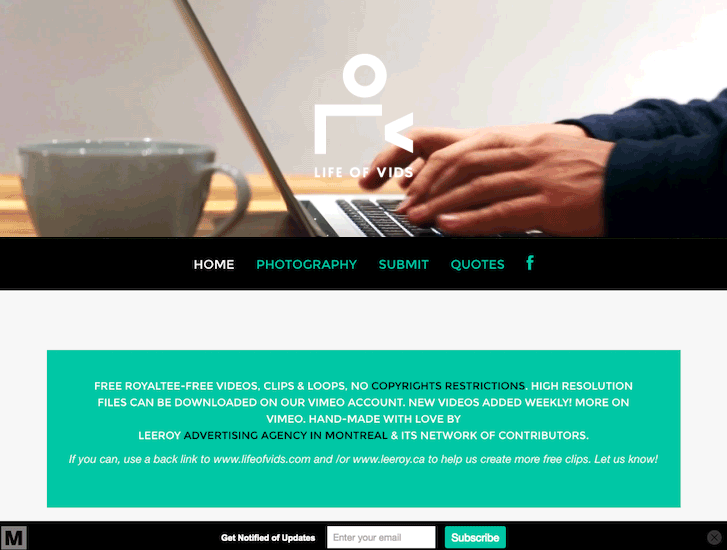 LIFE OF VIDS
HOME PHOTOGRAPHY SUBMIT QUOTES f
FREE ROYALTEE-FREE VIDEOS, CLIPS & LOOPS, NO COPYRIGHTS RESTRICTIONS. HIGH RESOLUTION
FILES CAN BE DOWNLOADED ON OUR VIMEO ACCOUNT. NEW VIDEOS ADDED WEEKLY! MORE ON
VIMEO. HAND-MADE WITH LOVE BY
LEEROY ADVERTISING AGENCY IN MONTREAL & ITS NETWORK OF CONTRIBUTORS.
If you can, use a back link to www.lifeofvids.com and /or www.leeroy.ca to help us create more free clips. Let us know!
M Get Notified of Updates Enter your email Subscribe